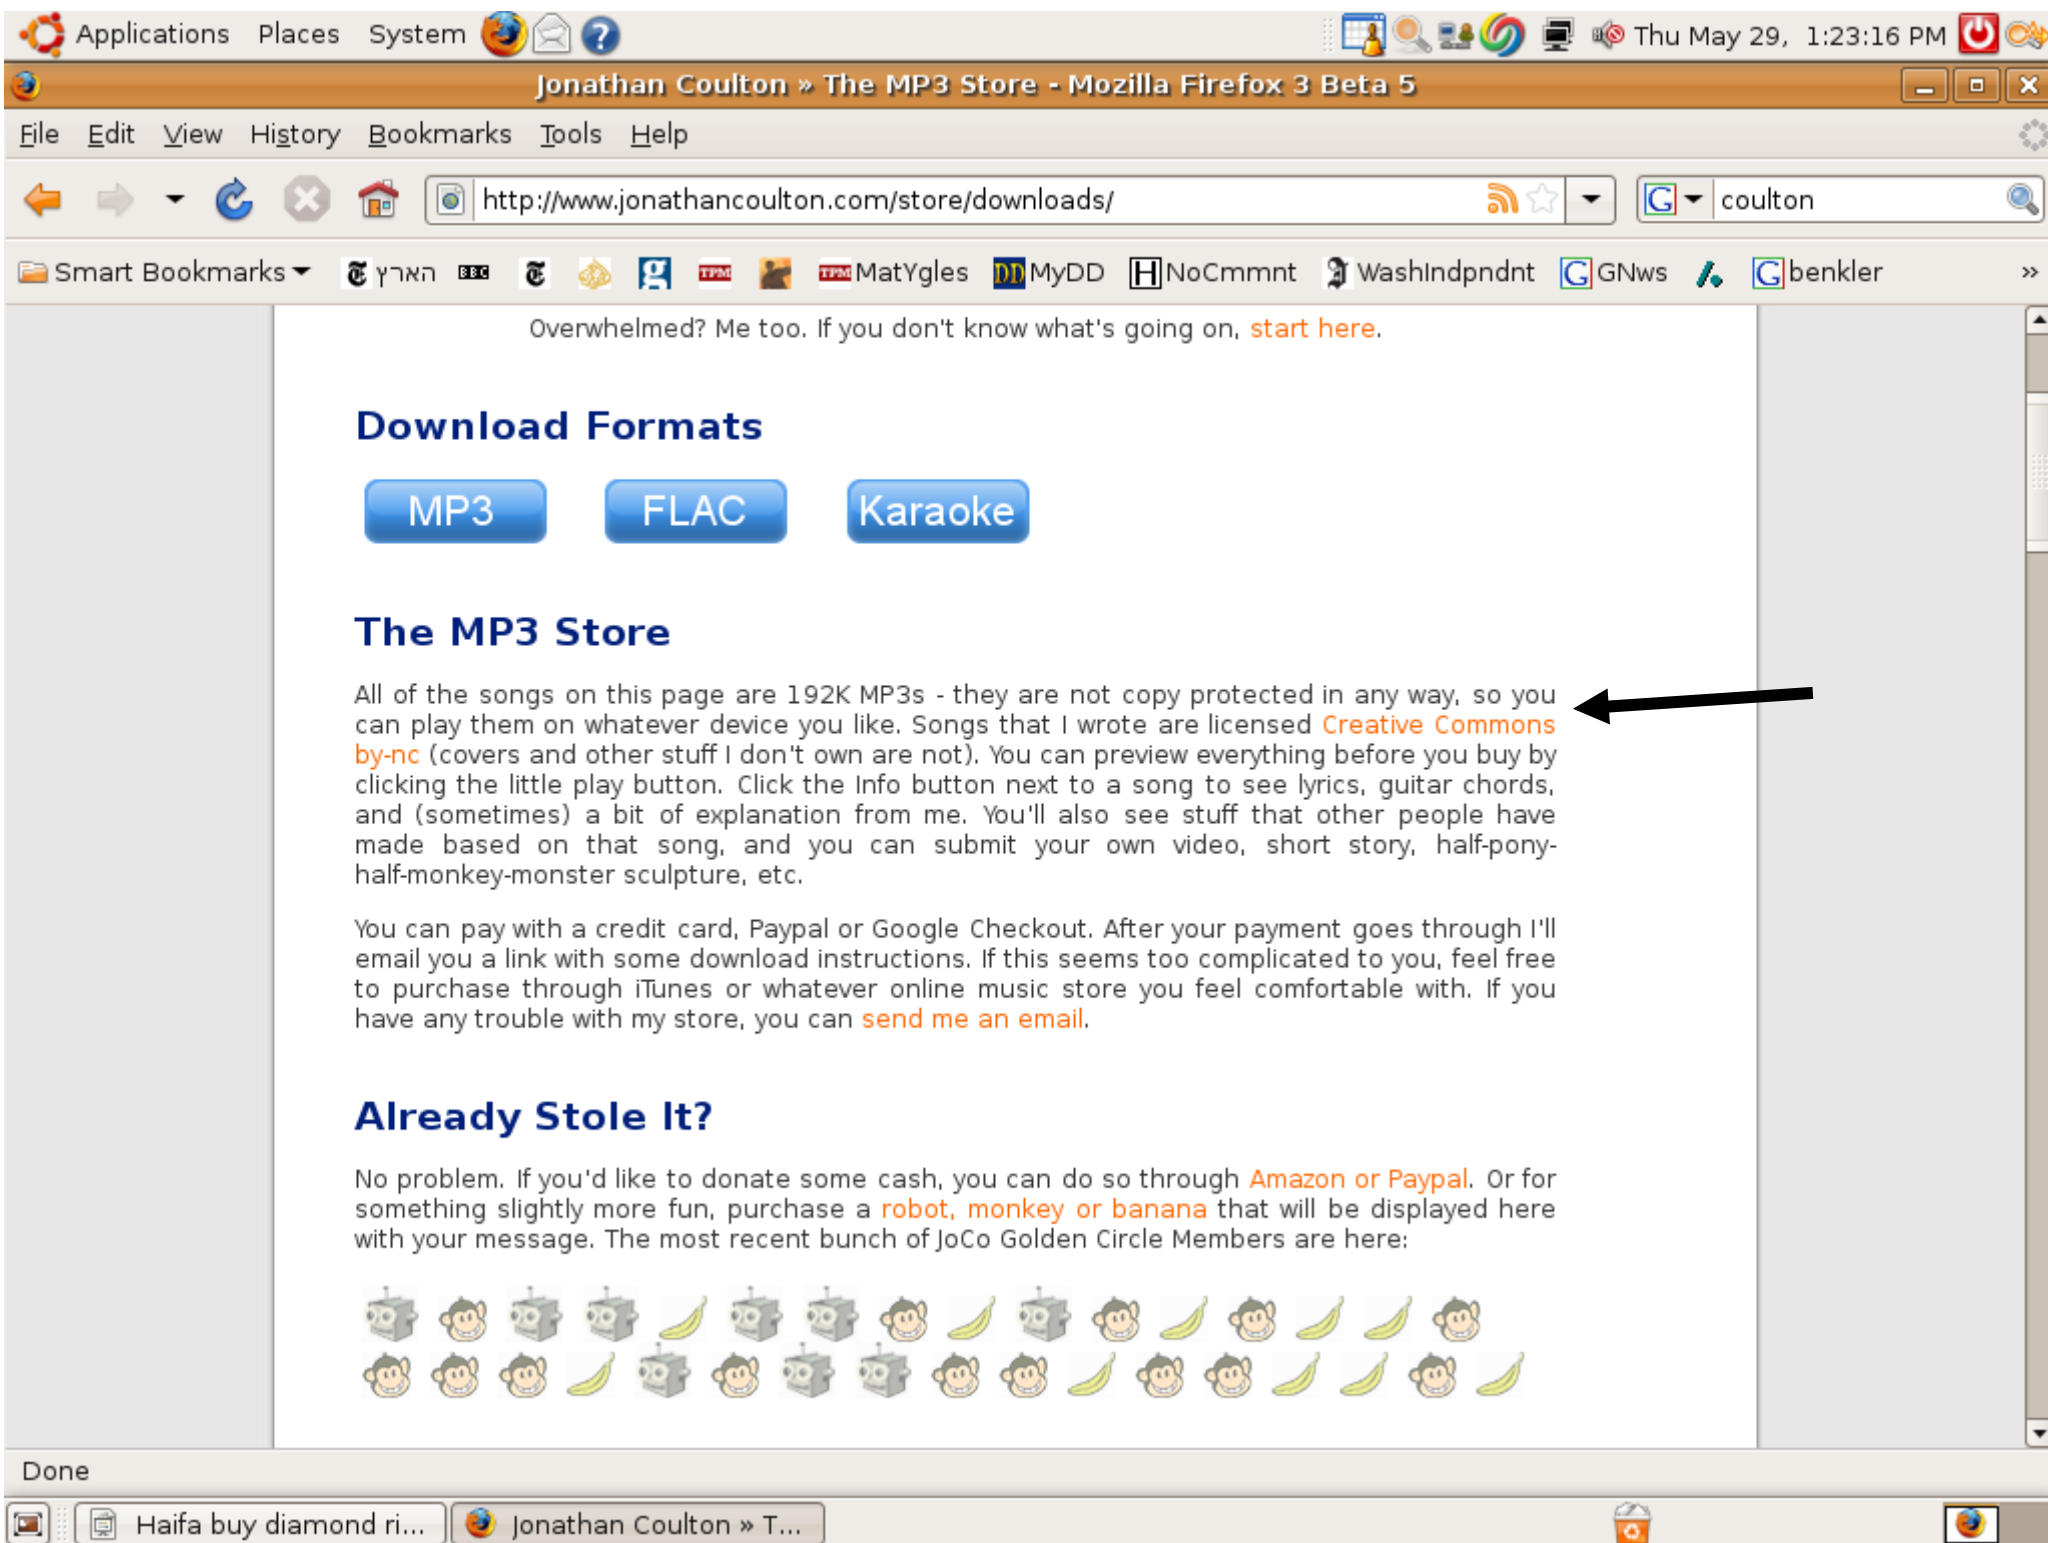 Applications Places System Thu May 29, 1:23:16 PM
Jonathan Coulton » The MP3 Store - Mozilla Firefox 3 Beta 5
File Edit View History Bookmarks Tools Help
http://www.jonathancoulton.com/store/downloads/ G coulton
Smart Bookmarks הארץ BBC g TPM TPM MatYgles DD MyDD H NoCmmnt WashIndpndnt G GNws G benkler »
Overwhelmed? Me too. If you don't know what's going on, start here.
Download Formats
MP3 FLAC Karaoke
The MP3 Store
All of the songs on this page are 192K MP3s - they are not copy protected in any way, so you
can play them on whatever device you like. Songs that I wrote are licensed Creative Commons
by-nc (covers and other stuff I don't own are not). You can preview everything before you buy by
clicking the little play button. Click the Info button next to a song to see lyrics, guitar chords,
and (sometimes) a bit of explanation from me. You'll also see stuff that other people have
made based on that song, and you can submit your own video, short story, half-pony-
half-monkey-monster sculpture, etc.
You can pay with a credit card, Paypal or Google Checkout. After your payment goes through I'll
email you a link with some download instructions. If this seems too complicated to you, feel free
to purchase through iTunes or whatever online music store you feel comfortable with. If you
have any trouble with my store, you can send me an email.
Already Stole It?
No problem. If you'd like to donate some cash, you can do so through Amazon or Paypal. Or for
something slightly more fun, purchase a robot, monkey or banana that will be displayed here
with your message. The most recent bunch of JoCo Golden Circle Members are here:
Done
Haifa buy diamond ri... Jonathan Coulton » T...